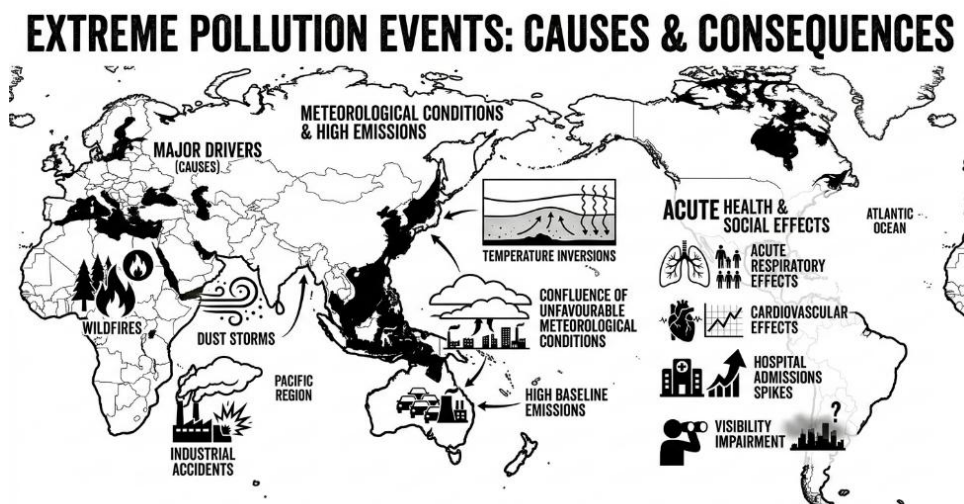 EXTREME POLLUTION EVENTS: CAUSES & CONSEQUENCES
METEOROLOGICAL CONDITIONS
& HIGH EMISSIONS
MAJOR DRIVERS
(CAUSES)
WILDFIRES
DUST STORMS
INDUSTRIAL
ACCIDENTS
PACIFIC
REGION
TEMPERATURE INVERSIONS
CONFLUENCE OF
UNFAVOURABLE
METEOROLOGICAL
CONDITIONS
HIGH BASELINE
EMISSIONS
ACUTE HEALTH &
SOCIAL EFFECTS
ATLANTIC
OCEAN
ACUTE
RESPIRATORY
EFFECTS
CARDIOVASCULAR
EFFECTS
HOSPITAL
ADMISSIONS
SPIKES
VISIBILITY
IMPAIRMENT
?